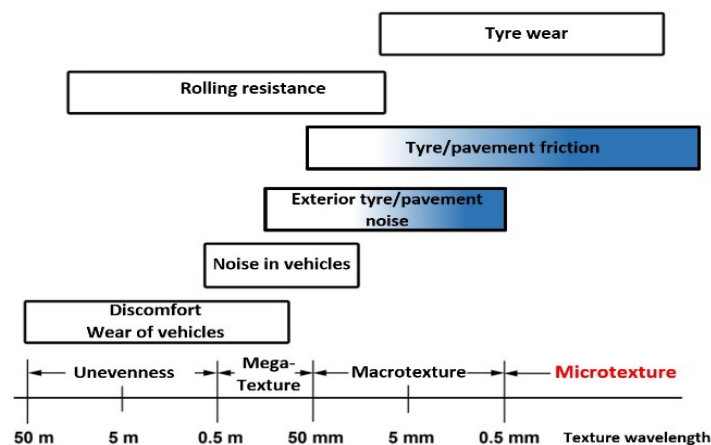 Tyre wear
Rolling resistance
Tyre/pavement friction
Exterior tyre/pavement
noise
Noise in vehicles
Discomfort
Wear of vehicles
Unevenness
Mega-
Texture
Macrotexture
Microtexture
50 m
5 m
0.5 m
50 mm
5 mm
0.5 mm
Texture wavelength